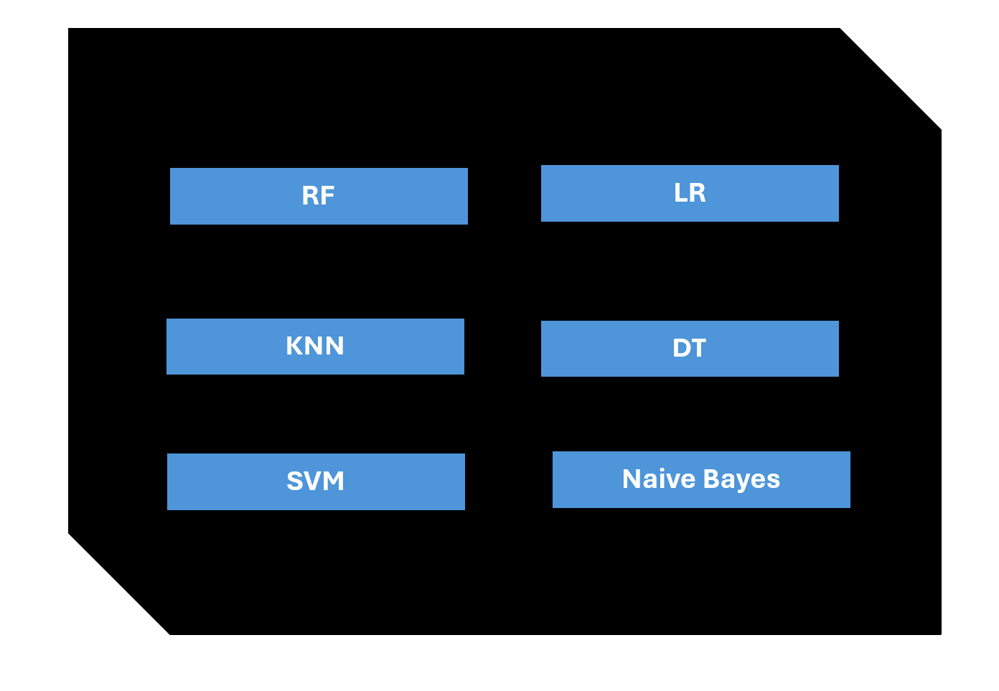 RF
LR
KNN
DT
SVM
Naive Bayes